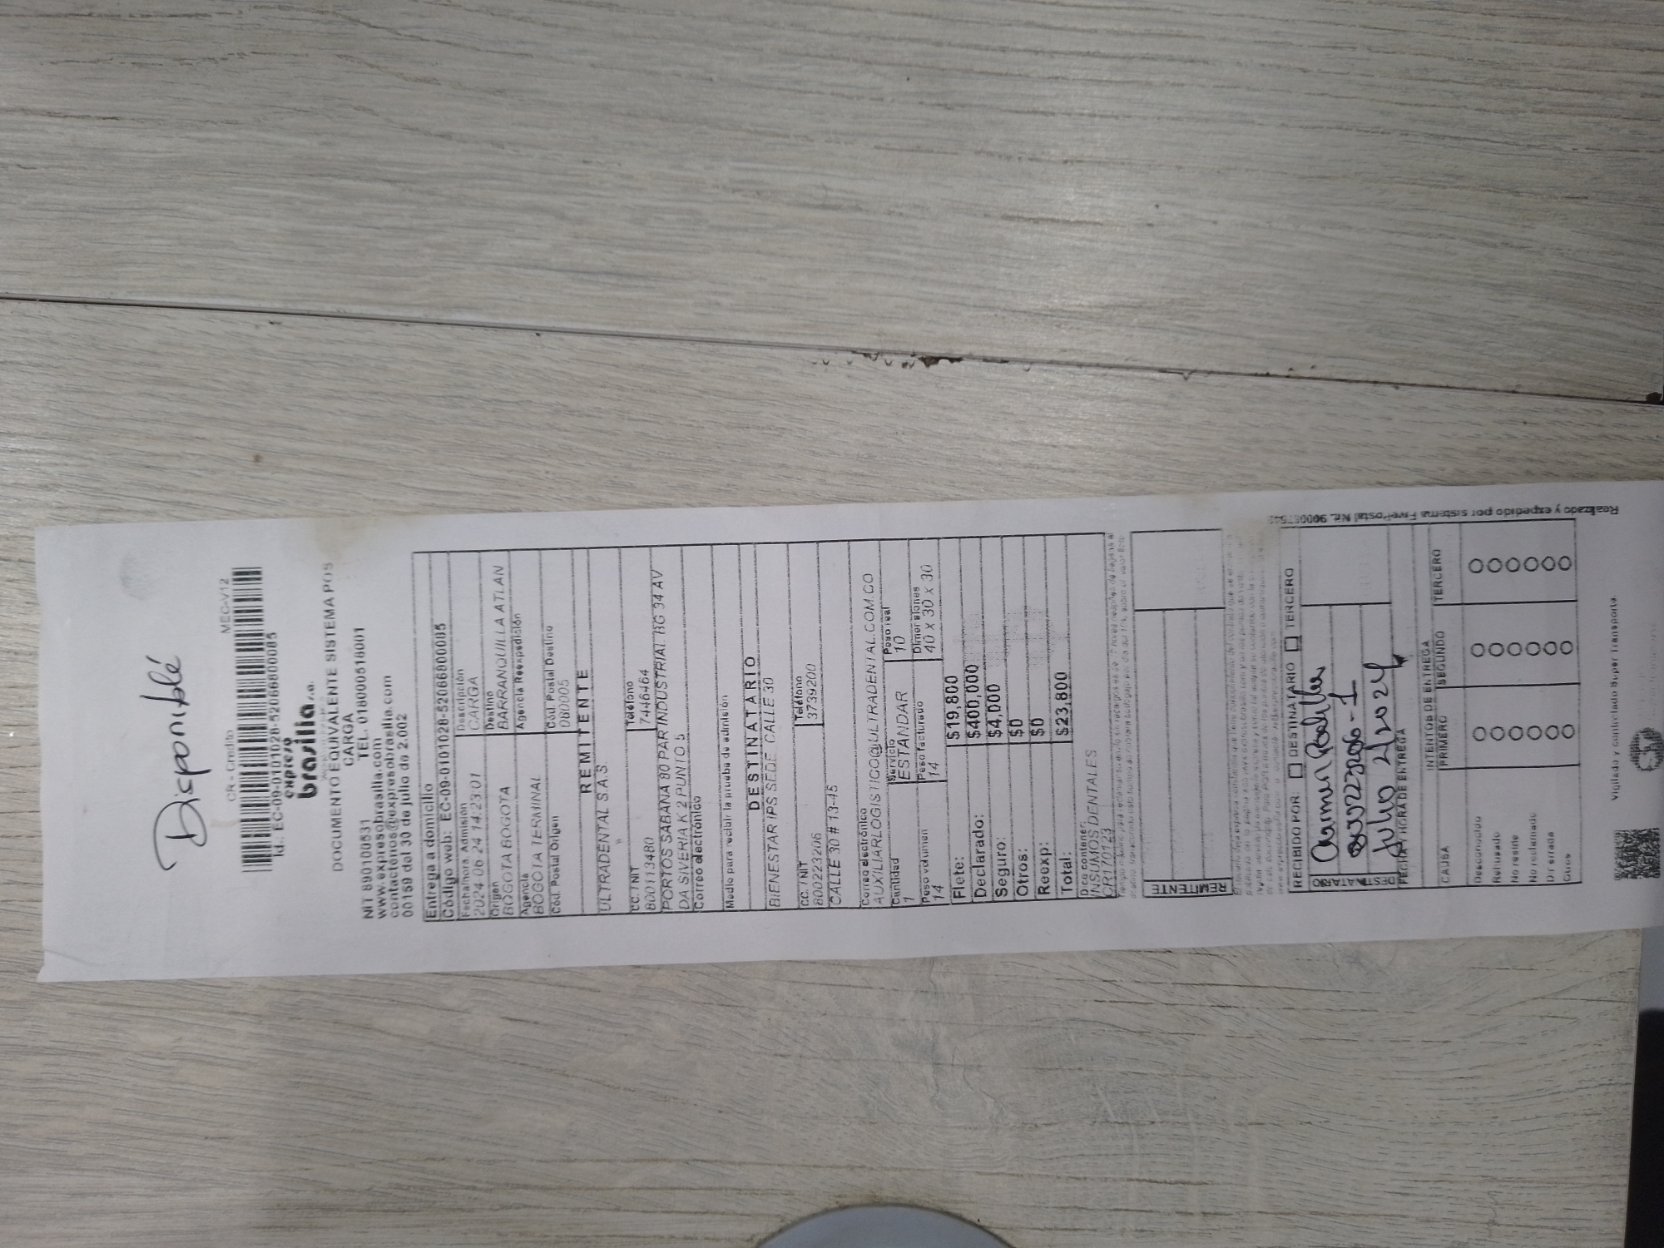 Disponiblé
CR - Credito MEC-V12
Id.: EC-09-0101028-52066800085
expreso
brasilia s.a.
DOCUMENTO EQUIVALENTE SISTEMA POS
CARGA
NIT 890100531 TEL. 018000518001
www.expresobrasilia.com
contactenos@expresobrasilia.com
00159 del 30 de julio de 2.002
Entrega a domicilio
Código web: EC-09-0101028-52066800085
Fecha/hora Admisión Descripción
2024 06 24 14:23:01 CARGA
Origen Destino
BOGOTA BOGOTA BARRANQUILLA ATLAN
Agencia Agencia Reexpedición
BOGOTA TERMINAL
Cód. Postal Origen Cód. Postal Destino
080005
REMITENTE
ULTRADENTAL S.A.S.
CC. / NIT Teléfono
800113480 7446464
PORTOS SABANA 80 PAR INDUSTRIAL BG 34 AV
DA SIVERIA K 2 PUNTO 5
Correo electrónico
Medio para recibir la prueba de admisión
DESTINATARIO
BIENESTAR IPS SEDE CALLE 30
CC. / NIT Teléfono
800223206 3739200
CALLE 30 # 13-15
Correo electrónico
AUXILIARLOGISTICO@ULTRADENTAL.COM.CO
Cantidad Servicio Peso real
1 ESTANDAR 10
Peso volumen Peso facturado Dimensiones
14 14 40 X 30 X 30
Flete: $19,800
Declarado: $400,000
Seguro: $4,000
Otros: $0
Reexp: $0
Total: $23,800
Dice contener:
INSUMOS DENTALES
REMITENTE
RECIBIDO POR: DESTINATARIO TERCERO
DESTINATARIO
Carmen
800223206-1
Julio 2/2024
FECHA Y HORA DE ENTREGA
INTENTOS DE ENTREGA
CAUSA PRIMERO SEGUNDO TERCERO
Desconocido
Rehusado
No reside
No reclamado
Dir errada
Otros
Vigilado y controlado Super Transporte.
Realizado y expedido por sistema FivePostal